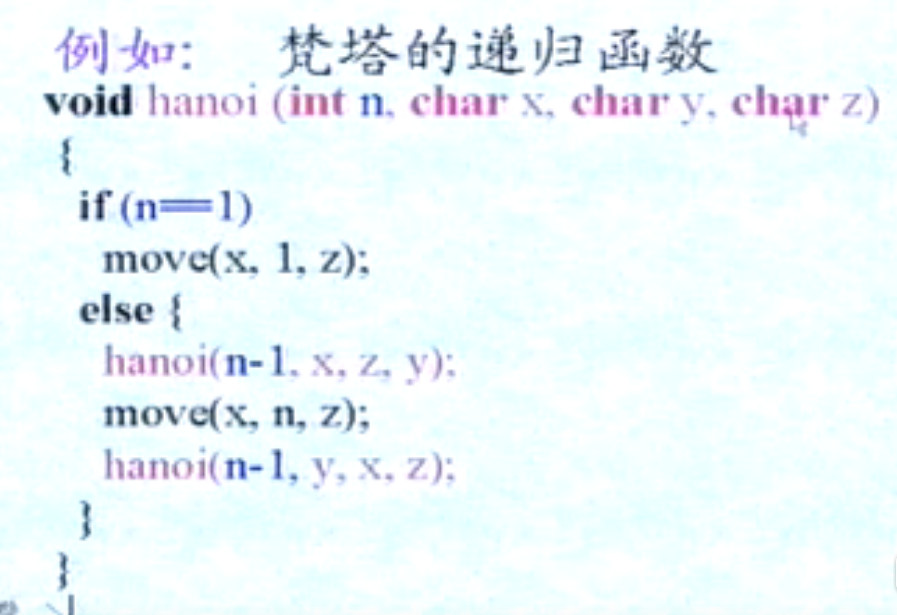 例如: 梵塔的递归函数
void hanoi (int n, char x, char y, char z)
{
if (n==1)
move(x, 1, z);
else {
hanoi(n-1, x, z, y);
move(x, n, z);
hanoi(n-1, y, x, z);
}
}